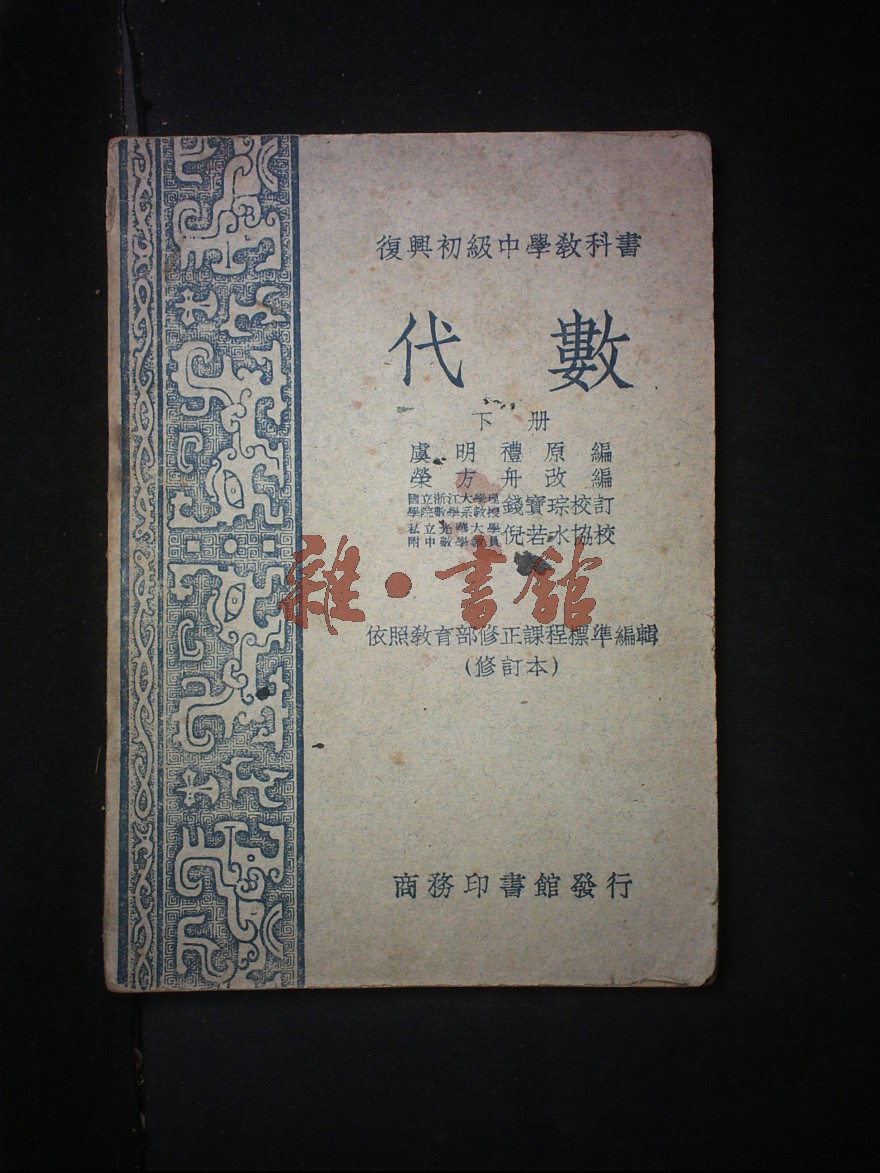 復興初級中學教科書
代數
下册
虞明禮原編
榮方舟改編
國立浙江大學理學院數學系教授 錢寶琮校訂
私立光華大學附中數學教員 倪若水協校
雜·書館
依照教育部修正課程標準編輯
(修訂本)
商務印書館發行